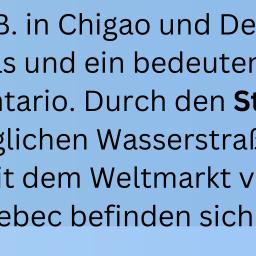 B. in Chigao und De
ls und ein bedeuten
ntario. Durch den St
glichen Wasserstraß
it dem Weltmarkt v
ebec befinden sich